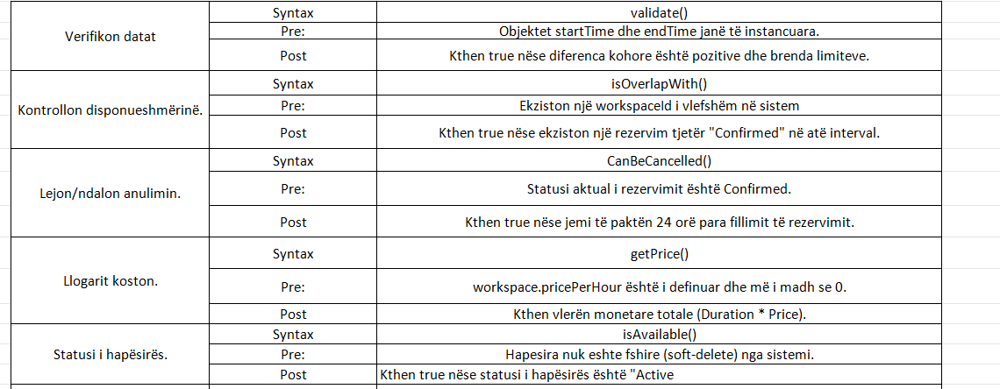 Verifikon datat
Syntax
validate()
Pre:
Objektet startTime dhe endTime janë të instancuara.
Post
Kthen true nëse diferenca kohore është pozitive dhe brenda limiteve.
Kontrollon disponueshmërinë.
Syntax
isOverlapWith()
Pre:
Ekziston një workspaceId i vlefshëm në sistem
Post
Kthen true nëse ekziston një rezervim tjetër "Confirmed" në atë interval.
Lejon/ndalon anulimin.
Syntax
CanBeCancelled()
Pre:
Statusi aktual i rezervimit është Confirmed.
Post
Kthen true nëse jemi të paktën 24 orë para fillimit të rezervimit.
Llogarit koston.
Syntax
getPrice()
Pre:
workspace.pricePerHour është i definuar dhe më i madh se 0.
Post
Kthen vlerën monetare totale (Duration * Price).
Statusi i hapësirës.
Syntax
isAvailable()
Pre:
Hapesira nuk eshte fshire (soft-delete) nga sistemi.
Post
Kthen true nëse statusi i hapësirës është "Active